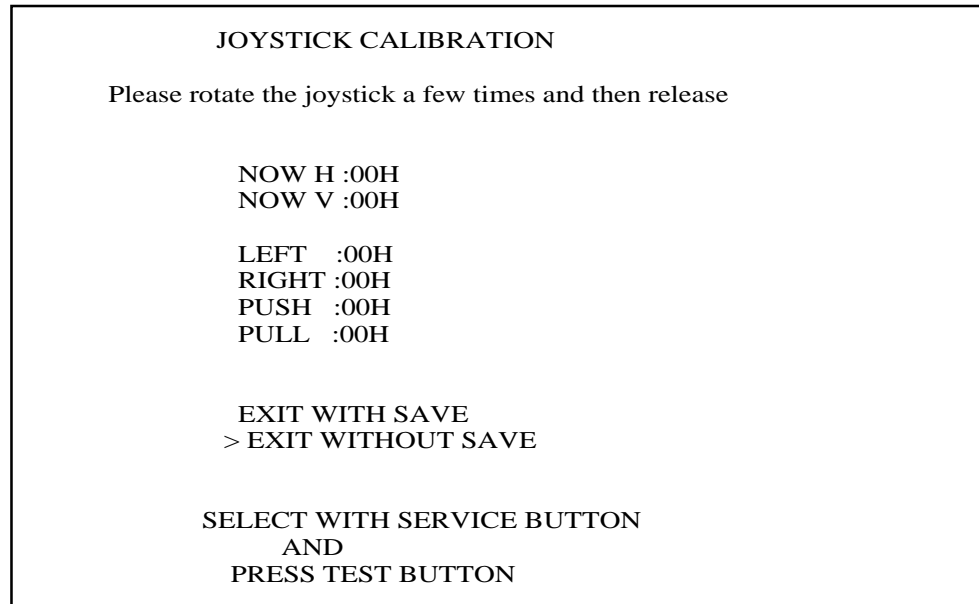 JOYSTICK CALIBRATION
Please rotate the joystick a few times and then release
NOW H :00H
NOW V :00H
LEFT :00H
RIGHT :00H
PUSH :00H
PULL :00H
EXIT WITH SAVE
> EXIT WITHOUT SAVE
SELECT WITH SERVICE BUTTON
AND
PRESS TEST BUTTON